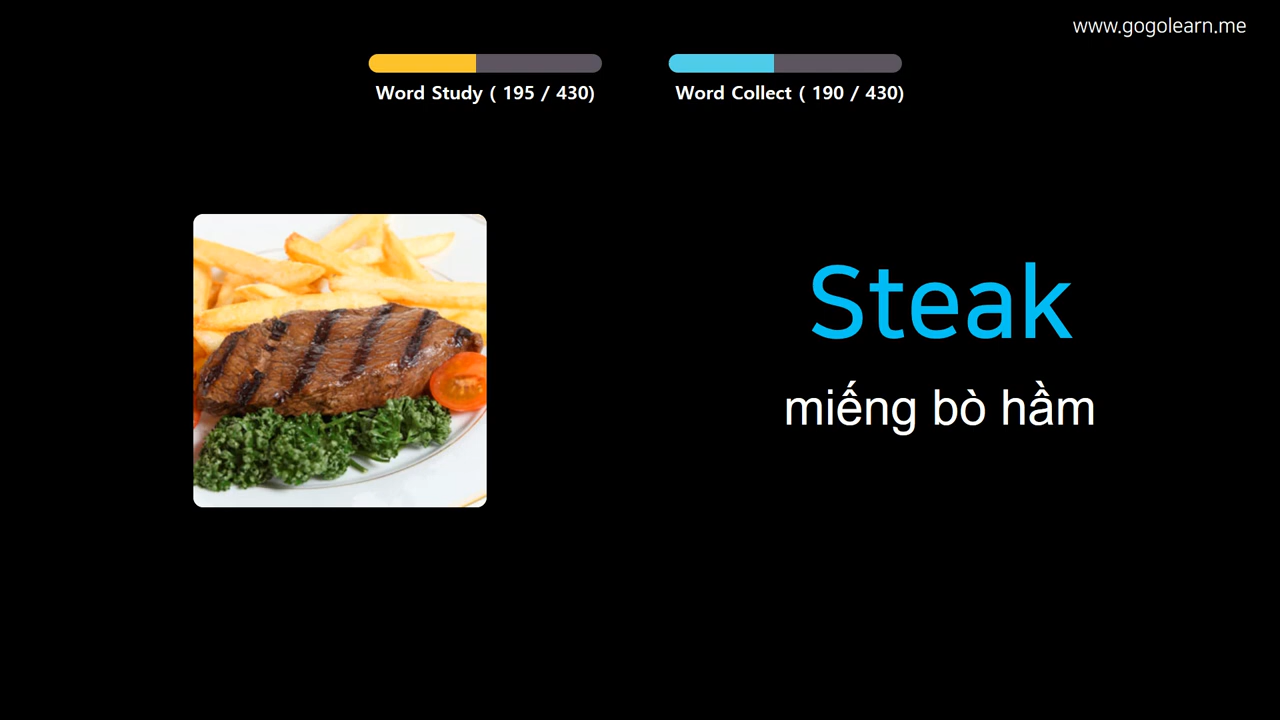 www.gogolearn.me
Word Study ( 195 / 430)
Word Collect ( 190 / 430)
Steak
miếng bò hầm